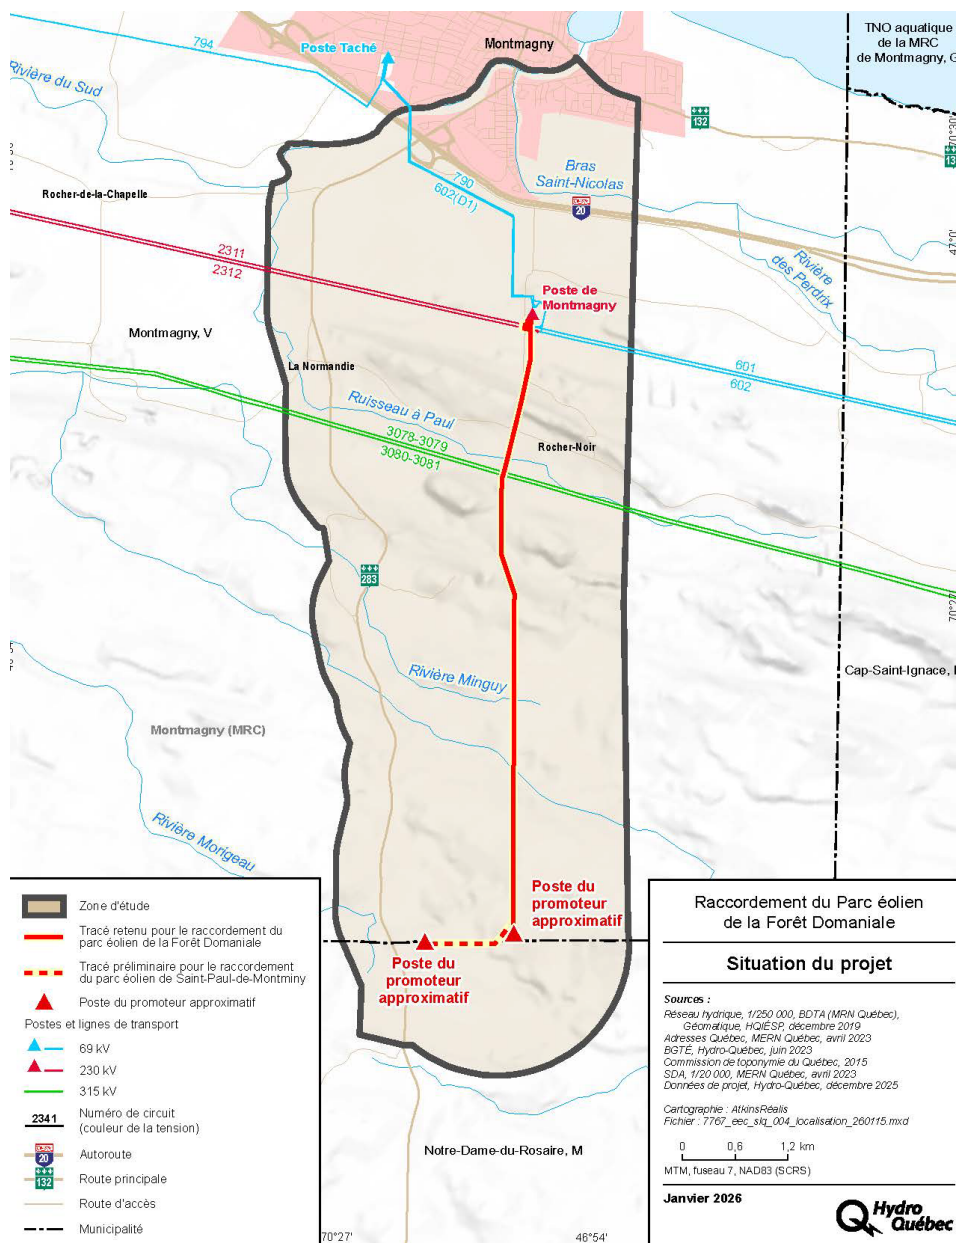 TNO aquatique
de la MRC
de Montmagny, G
Montmagny
794
Poste Taché
Rivière du Sud
132
70°30'
13
Bras
Saint-Nicolas
790
602(D1)
Rocher-de-la-Chapelle
20
47°0'
2311
2312
Rivière
des Perdrix
Poste de
Montmagny
Montmagny, V
La Normandie
601
602
Ruisseau à Paul
3078-3079
3080-3081
Rocher-Noir
283
70°27'
Rivière Minguy
Cap-Saint-Ignace,
Montmagny (MRC)
Rivière Morigeau
Poste du
promoteur
approximatif
Poste du
promoteur
approximatif
Notre-Dame-du-Rosaire, M
70°27'
46°54'
Zone d'étude
Tracé retenu pour le raccordement du
parc éolien de la Forêt Domaniale
Tracé préliminaire pour le raccordement
du parc éolien de Saint-Paul-de-Montminy
Poste du promoteur approximatif
Postes et lignes de transport
69 kV
230 kV
315 kV
2341
Numéro de circuit
(couleur de la tension)
20
Autoroute
132
Route principale
Route d'accès
Municipalité
Raccordement du Parc éolien
de la Forêt Domaniale
Situation du projet
Sources :
Réseau hydrique, 1/250 000, BDTA (MRN Québec),
Géomatique, HQIÉSP, décembre 2019
Adresses Québec, MERN Québec, avril 2023
BGTÉ, Hydro-Québec, juin 2023
Commission de toponymie du Québec, 2015
SDA, 1/20 000, MERN Québec, avril 2023
Données de projet, Hydro-Québec, décembre 2025
Cartographie : AtkinsRéalis
Fichier : 7767_eec_slq_004_localisation_260115.mxd
0 0,6 1,2 km
MTM, fuseau 7, NAD83 (SCRS)
Janvier 2026
Hydro
Québec